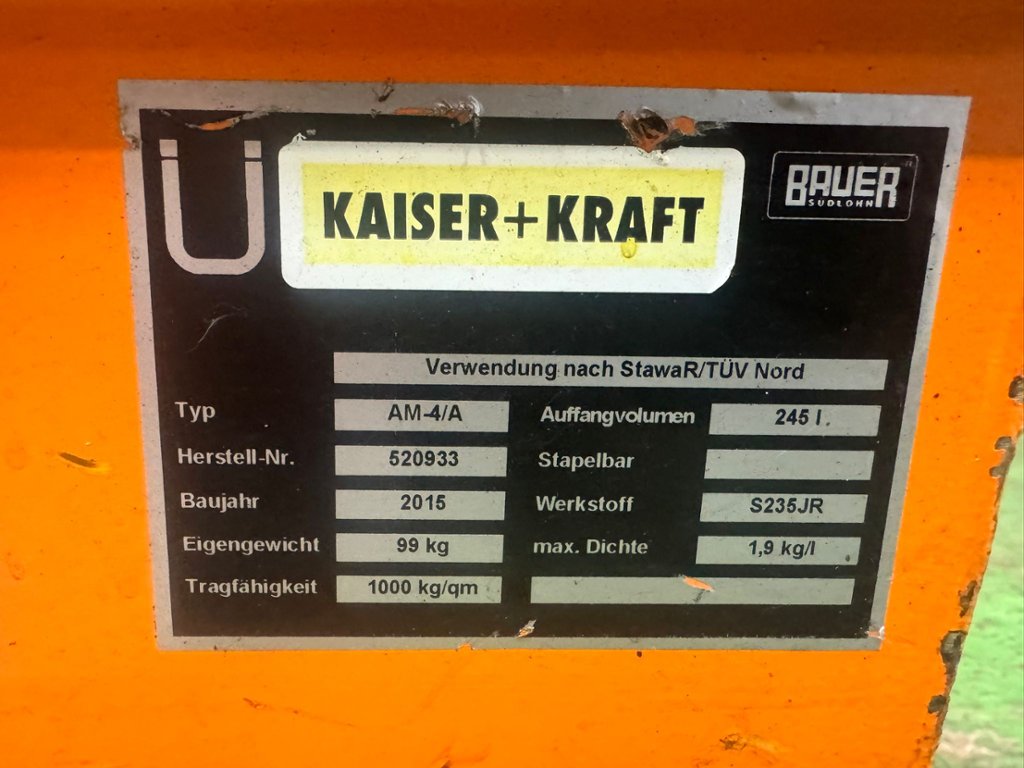 Ü
KAISER+KRAFT
BAUER
SÜDLOHN
Verwendung nach StawaR/TÜV Nord
Typ AM-4/A Auffangvolumen 245 l.
Herstell-Nr. 520933 Stapelbar
Baujahr 2015 Werkstoff S235JR
Eigengewicht 99 kg max. Dichte 1,9 kg/l
Tragfähigkeit 1000 kg/qm